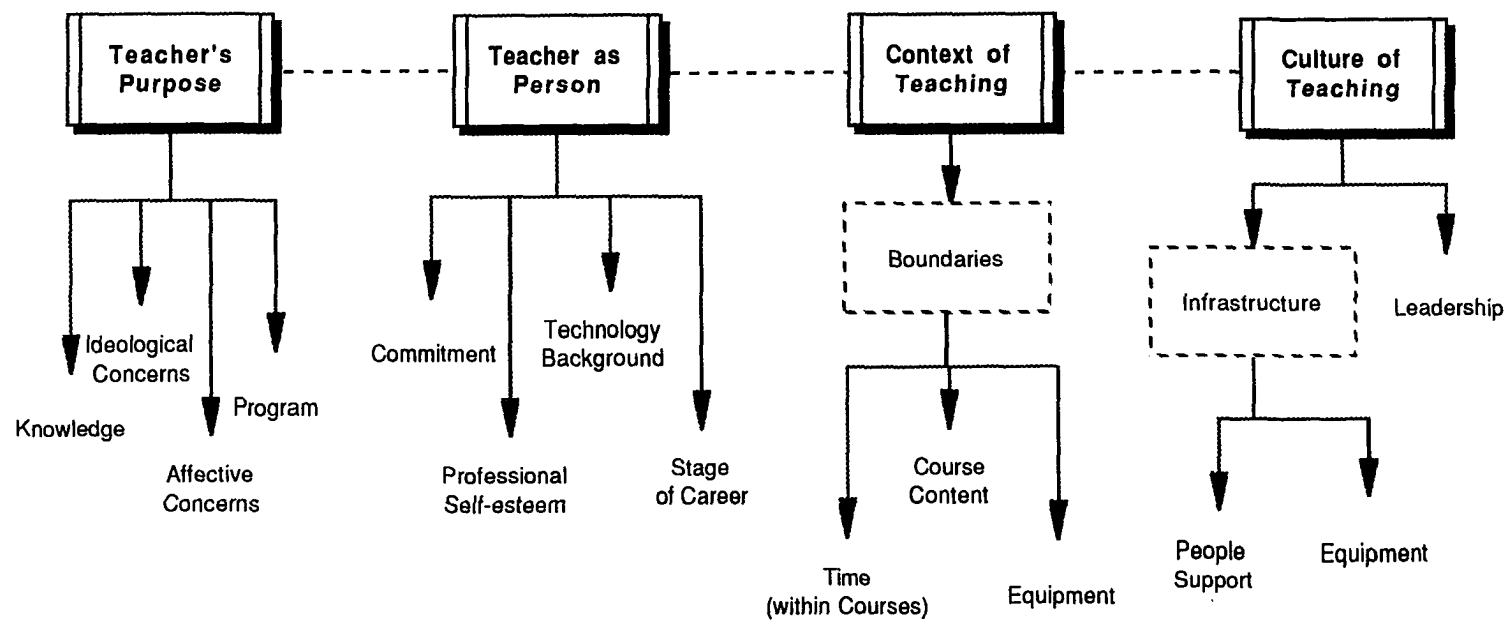 Teacher's
Purpose
Teacher as
Person
Context of
Teaching
Culture of
Teaching
Knowledge
Ideological
Concerns
Affective
Concerns
Program
Commitment
Professional
Self-esteem
Technology
Background
Stage
of Career
Boundaries
Time
(within Courses)
Course
Content
Equipment
Infrastructure
Leadership
People
Support
Equipment